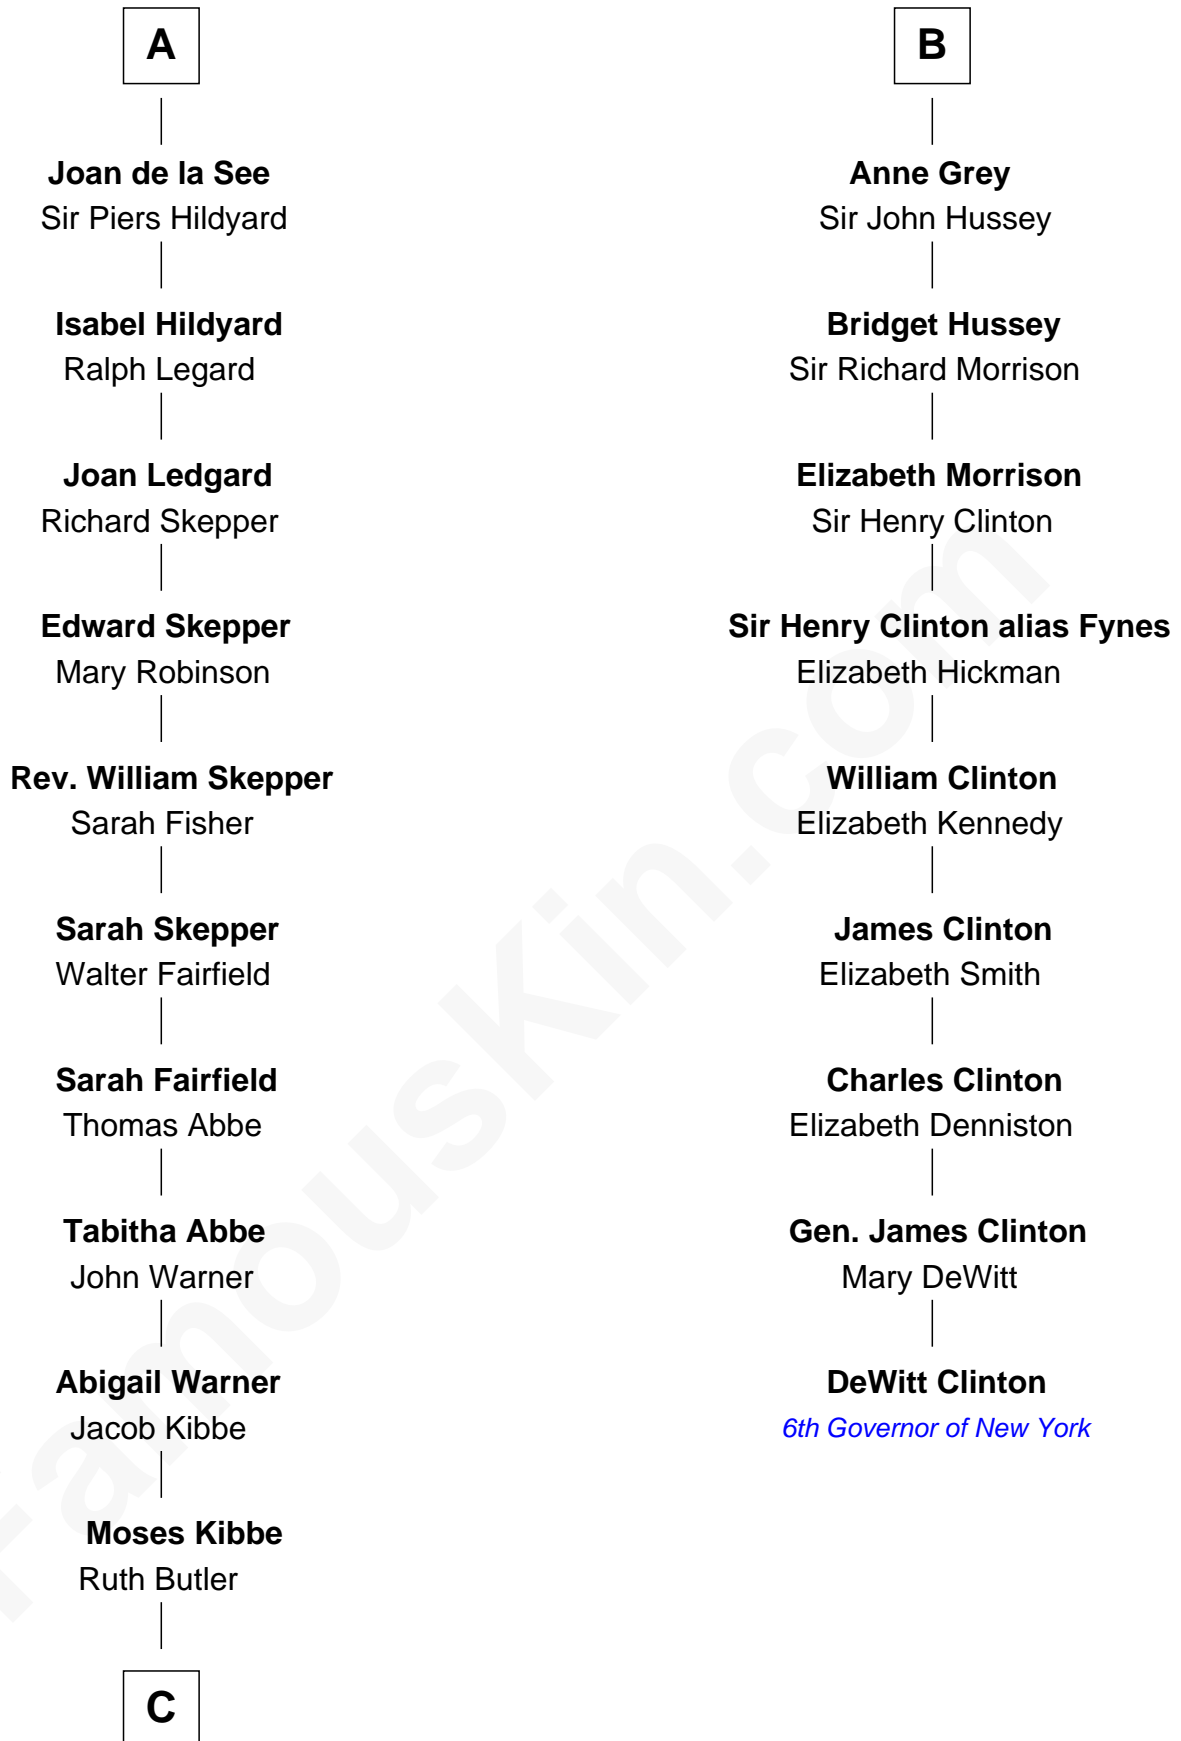 A
Joan de la See
Sir Piers Hildyard
Isabel Hildyard
Ralph Legard
Joan Ledgard
Richard Skepper
Edward Skepper
Mary Robinson
Rev. William Skepper
Sarah Fisher
Sarah Skepper
Walter Fairfield
Sarah Fairfield
Thomas Abbe
Tabitha Abbe
John Warner
Abigail Warner
Jacob Kibbe
Moses Kibbe
Ruth Butler
C
B
Anne Grey
Sir John Hussey
Bridget Hussey
Sir Richard Morrison
Elizabeth Morrison
Sir Henry Clinton
Sir Henry Clinton alias Fynes
Elizabeth Hickman
William Clinton
Elizabeth Kennedy
James Clinton
Elizabeth Smith
Charles Clinton
Elizabeth Denniston
Gen. James Clinton
Mary DeWitt
DeWitt Clinton
6th Governor of New York
FamousKin.com